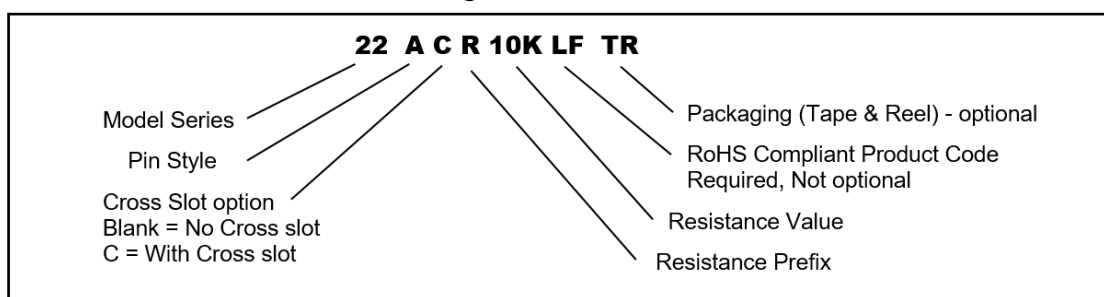 22 A C R 10K LF TR
Model Series
Pin Style
Cross Slot option
Blank = No Cross slot
C = With Cross slot
Packaging (Tape & Reel) - optional
RoHS Compliant Product Code
Required, Not optional
Resistance Value
Resistance Prefix